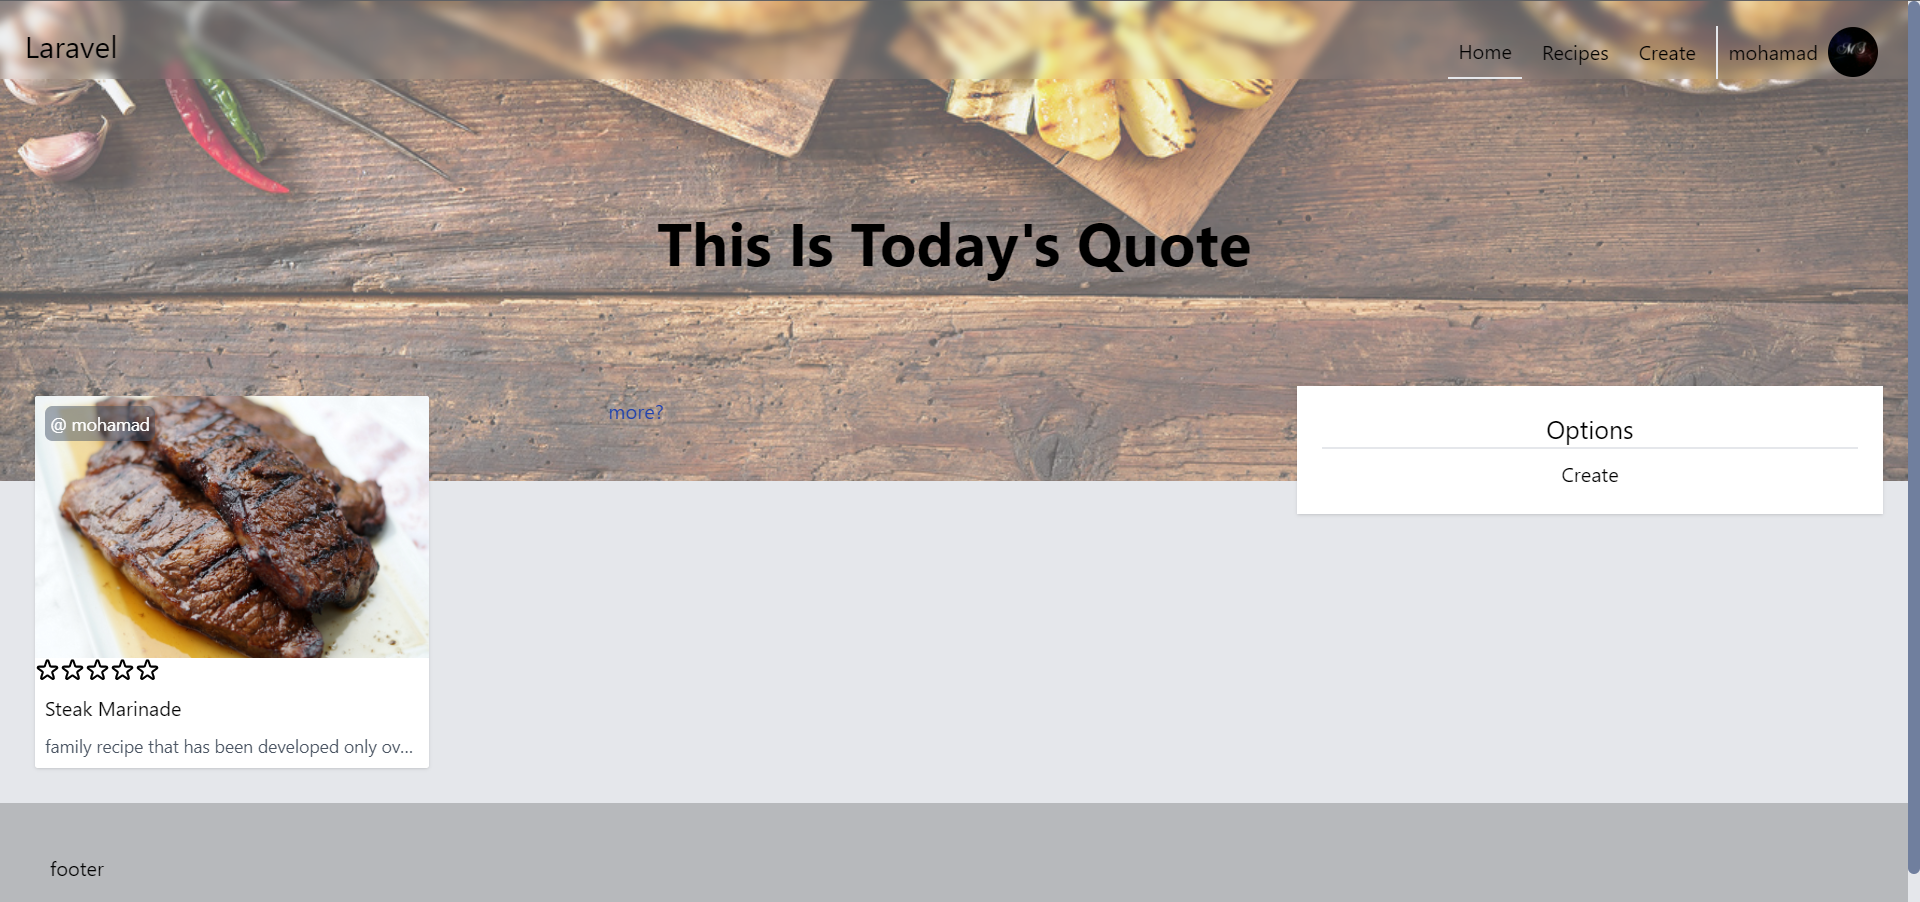 Laravel
Home
Recipes
Create
mohamad
This Is Today's Quote
@ mohamad
more?
Options
Create
Steak Marinade
family recipe that has been developed only ov...
footer